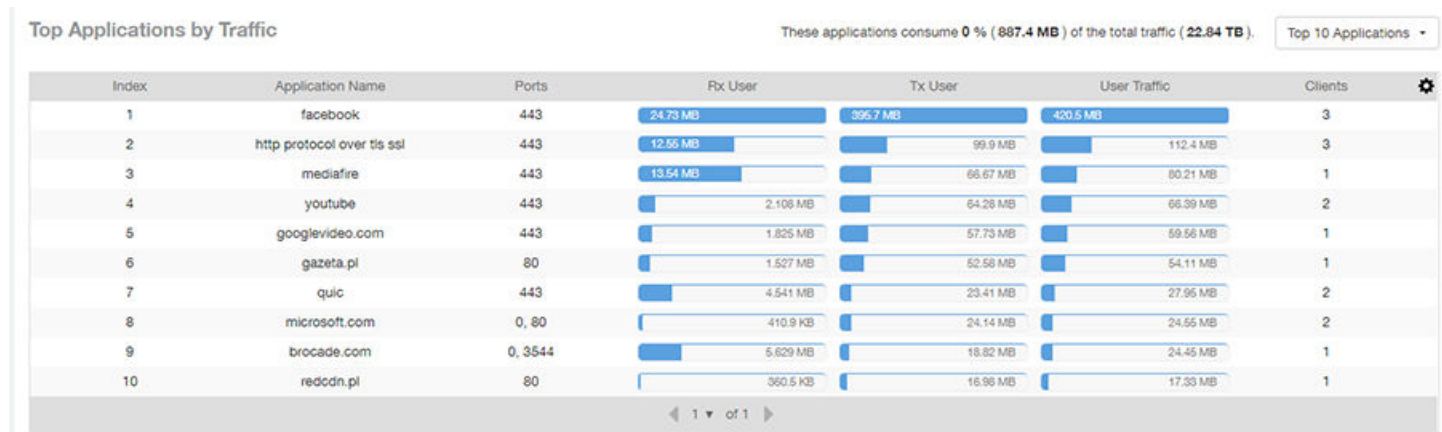 Top Applications by Traffic
These applications consume 0 % ( 887.4 MB ) of the total traffic ( 22.84 TB ).
Top 10 Applications
Index Application Name Ports Rx User Tx User User Traffic Clients
1 facebook 443 24.73 MB 395.7 MB 420.5 MB 3
2 http protocol over tls ssl 443 12.55 MB 99.9 MB 112.4 MB 3
3 mediafire 443 13.54 MB 66.67 MB 80.21 MB 1
4 youtube 443 2.108 MB 64.28 MB 66.39 MB 2
5 googlevideo.com 443 1.825 MB 57.73 MB 59.56 MB 1
6 gazeta.pl 80 1.527 MB 52.58 MB 54.11 MB 1
7 quic 443 4.541 MB 23.41 MB 27.95 MB 2
8 microsoft.com 0, 80 410.9 KB 24.14 MB 24.55 MB 2
9 brocade.com 0, 3544 5.629 MB 18.82 MB 24.45 MB 1
10 redcdn.pl 80 360.5 KB 16.98 MB 17.33 MB 1
1 of 1